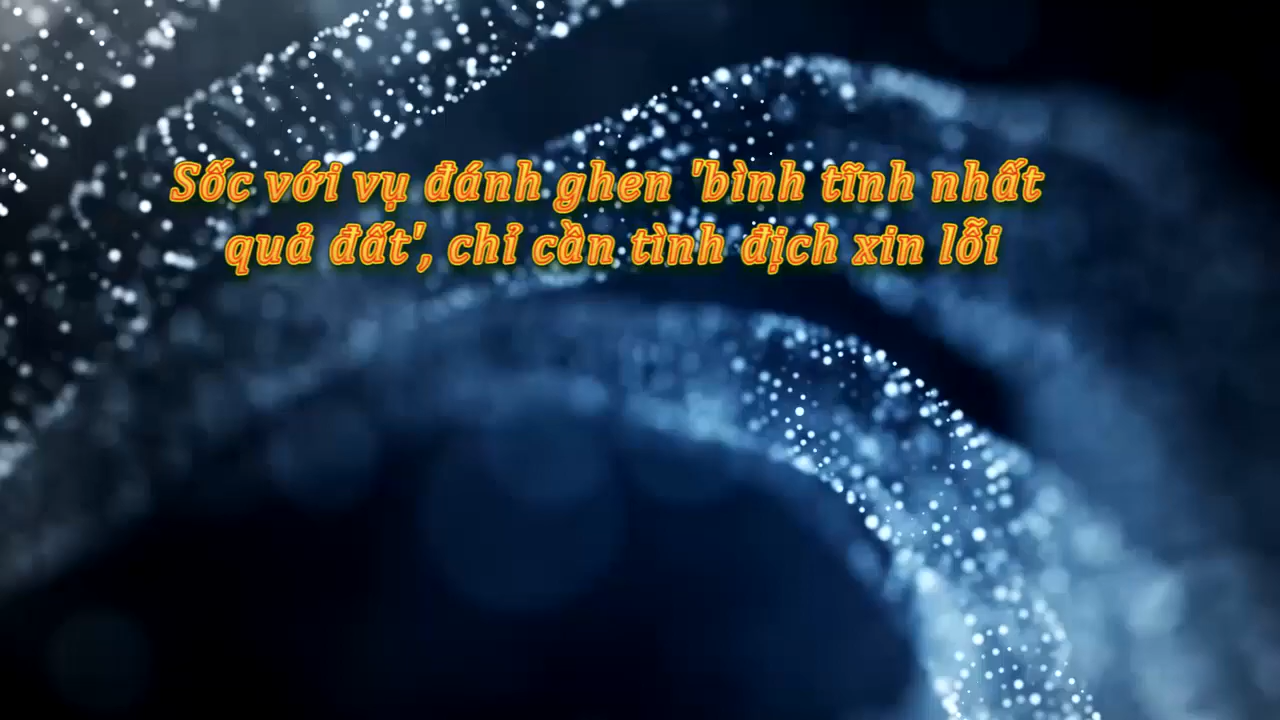 Sốc với vụ đánh ghen 'bình tĩnh nhất
quả đất', chỉ cần tình địch xin lỗi